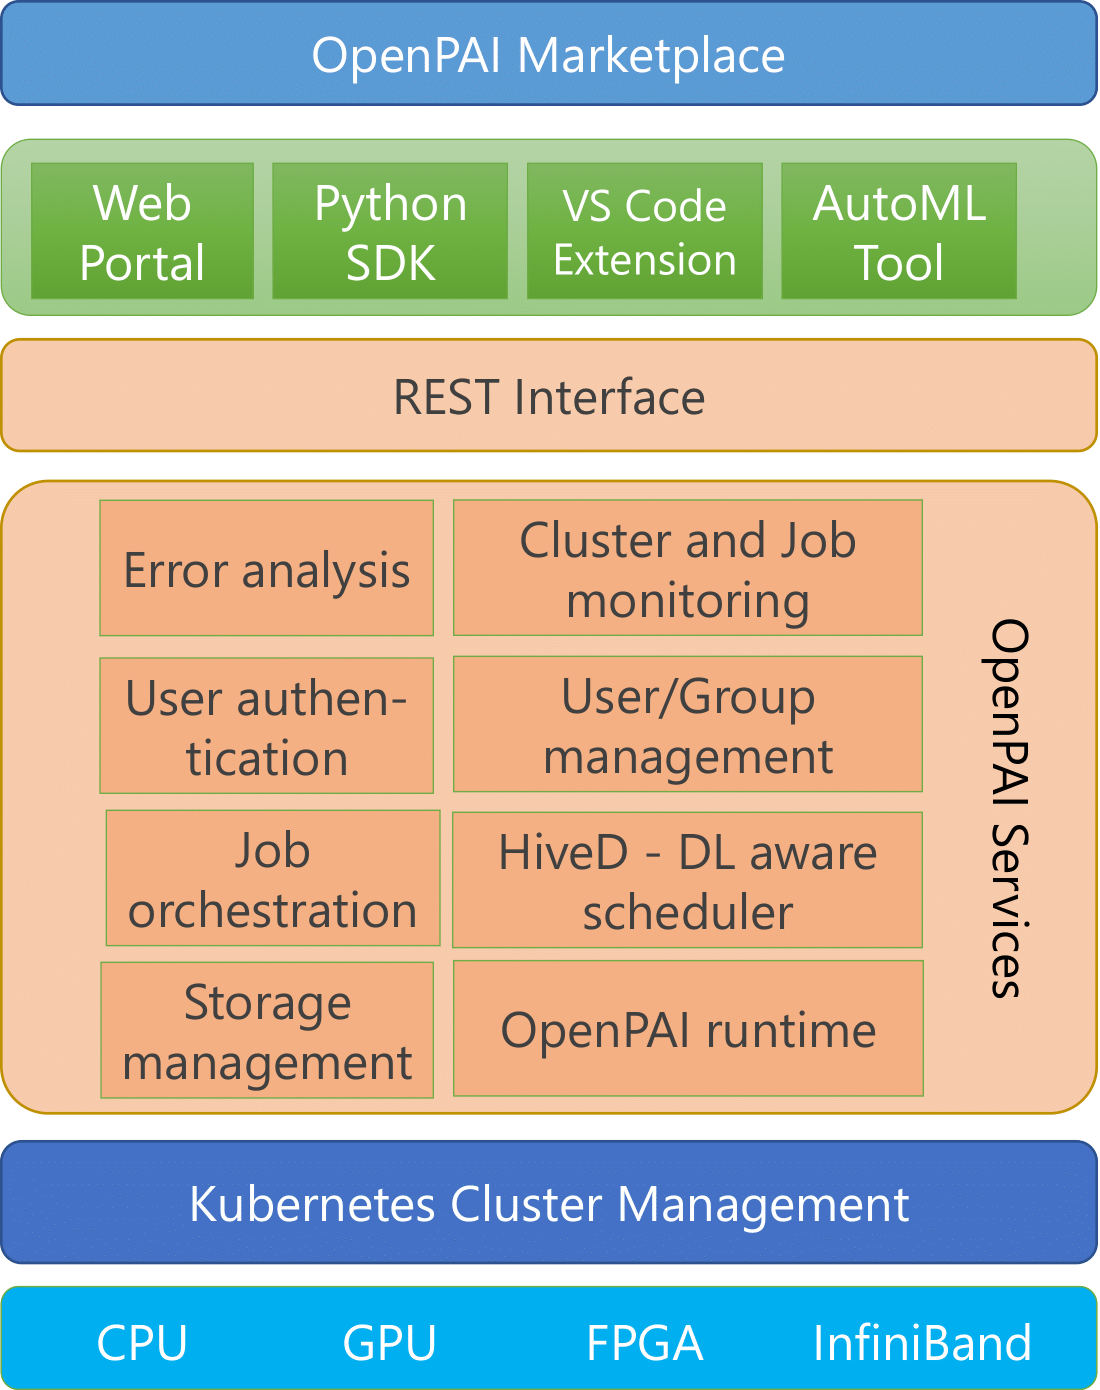 OpenPAI Marketplace
Web
Portal
Python
SDK
VS Code
Extension
AutoML
Tool
REST Interface
Error analysis
Cluster and Job
monitoring
User authen-
tication
User/Group
management
Job
orchestration
HiveD - DL aware
scheduler
Storage
management
OpenPAI runtime
OpenPAI Services
Kubernetes Cluster Management
CPU GPU FPGA InfiniBand